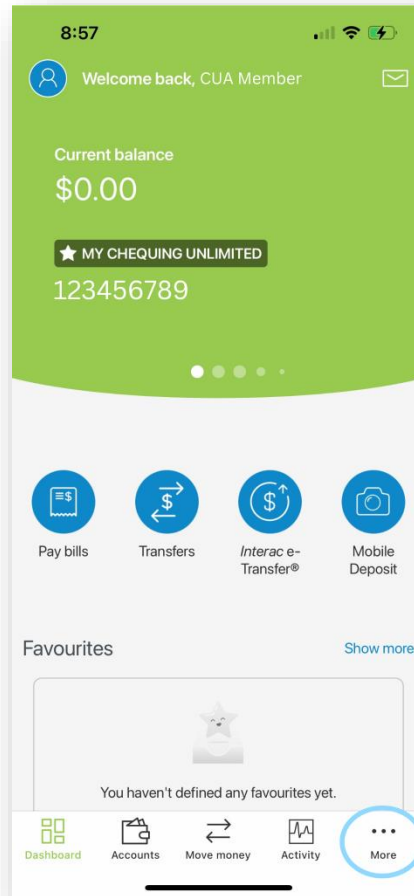 8:57
Welcome back, CUA Member
Current balance
$0.00
MY CHEQUING UNLIMITED
123456789
Pay bills
Transfers
Interac e-
Transfer®
Mobile
Deposit
Favourites
Show more
You haven't defined any favourites yet.
Dashboard
Accounts
Move money
Activity
More